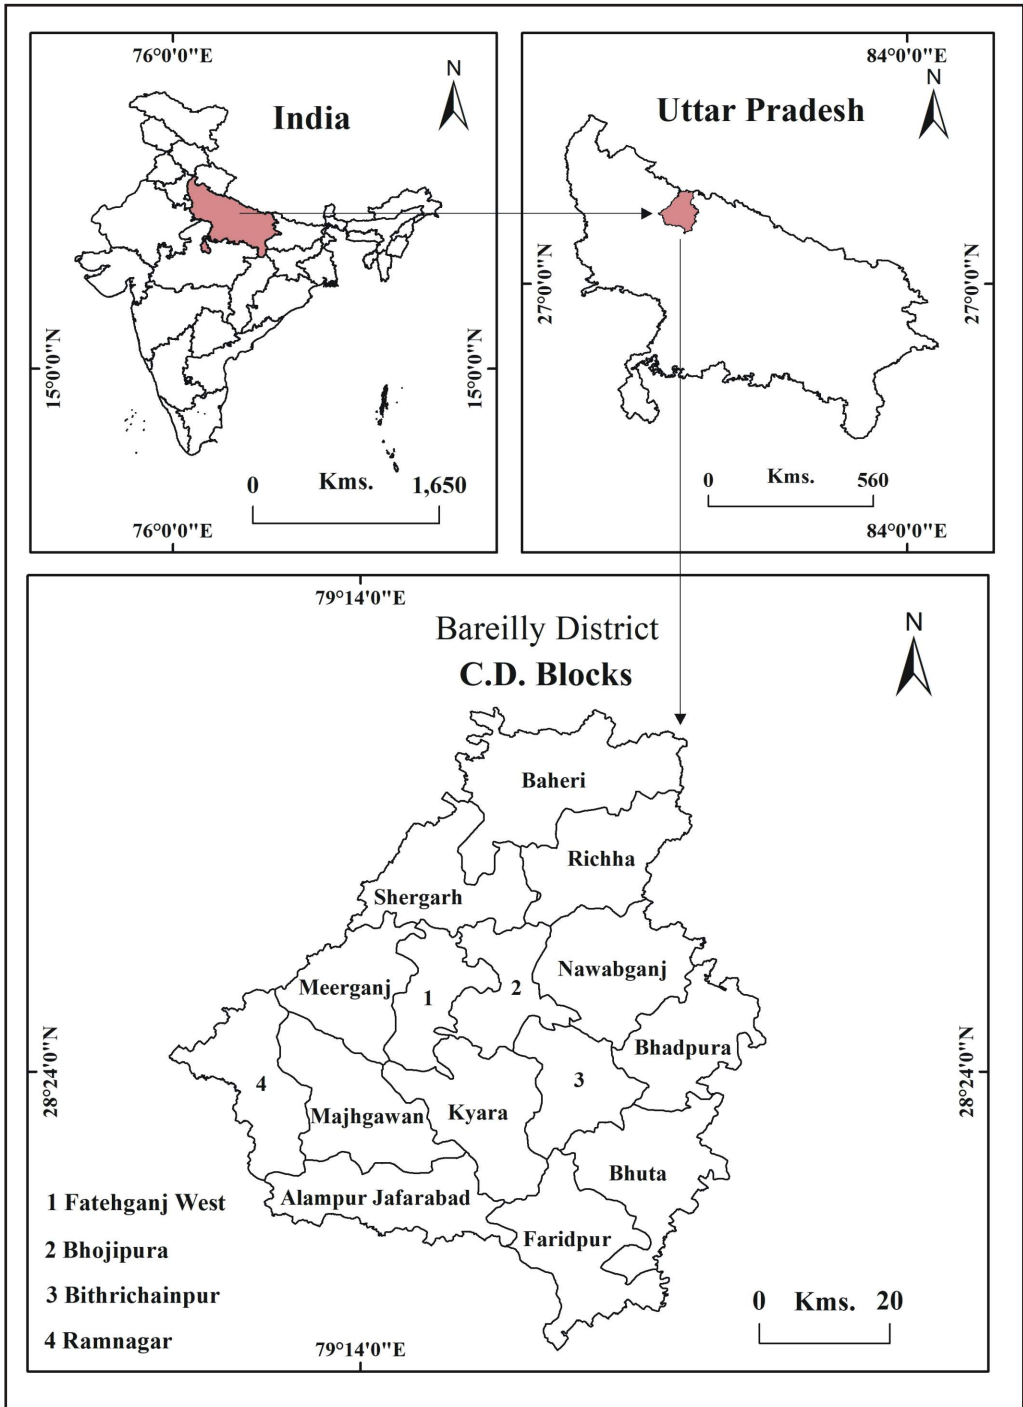 76°0'0"E
N
India
15°0'0"N
15°0'0"N
0 Kms. 1,650
76°0'0"E
84°0'0"E
N
Uttar Pradesh
27°0'0"N
27°0'0"N
0 Kms. 560
84°0'0"E
79°14'0"E
Bareilly District
C.D. Blocks
N
Baheri
Richha
Shergarh
Nawabganj
Meerganj
1
2
Bhadpura
28°24'0"N
28°24'0"N
4
3
Majhgawan
Kyara
Bhuta
Alampur Jafarabad
Faridpur
1 Fatehganj West
2 Bhojipura
3 Bithrichainpur
4 Ramnagar
0 Kms. 20
79°14'0"E